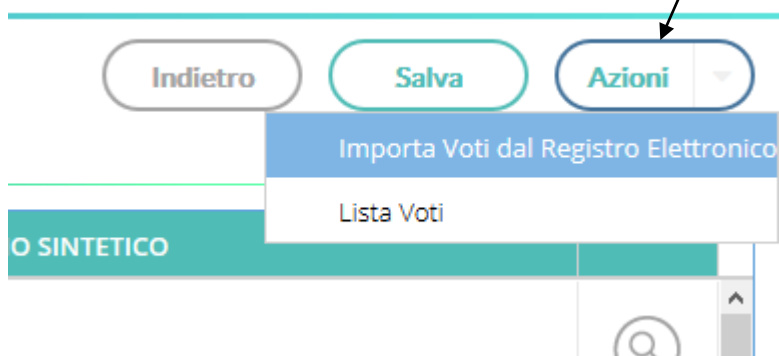 Indietro
Salva
Azioni
Importa Voti dal Registro Elettronico
Lista Voti
O SINTETICO